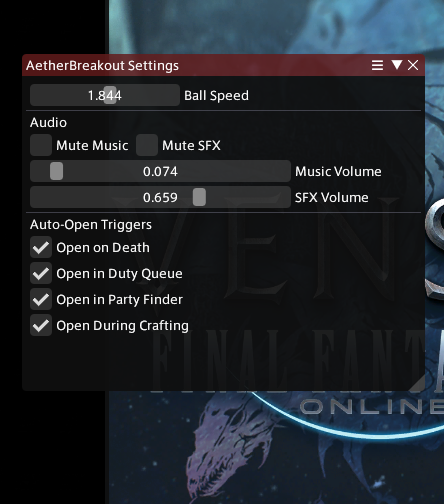 AetherBreakout Settings
1.844 Ball Speed
Audio
Mute Music Mute SFX
0.074 Music Volume
0.659 SFX Volume
Auto-Open Triggers
Open on Death
Open in Duty Queue
Open in Party Finder
Open During Crafting
FINAL FANTA
ONLINE